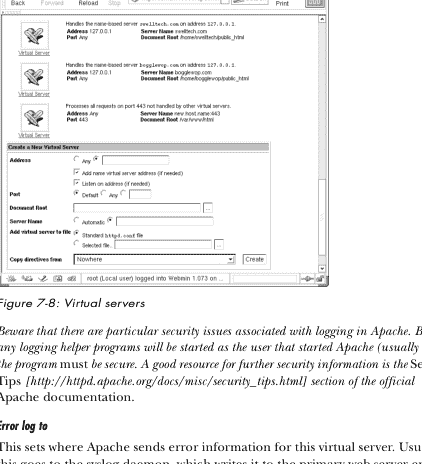 Back Forward Reload Stop Print
Handles the name-based server swelltech.com on address 127.0.0.1.
Address 127.0.0.1 Server Name swelltech.com
Port Any Document Root /home/swelltech/public_html
Virtual Server
Handles the name-based server bogglewop.com on address 127.0.0.1.
Address 127.0.0.1 Server Name bogglewop.com
Port Any Document Root /home/bogglewop/public_html
Virtual Server
Processes all requests on port 443 not handled by other virtual servers.
Address Any Server Name new.host.name:443
Port 443 Document Root /var/www/html
Virtual Server
Create a New Virtual Server
Address Any
Add name virtual server address (if needed)
Listen on address (if needed)
Port Default Any
Document Root ...
Server Name Automatic
Add virtual server to file Standard httpd.conf file
Selected file.. ...
Copy directives from Nowhere Create
root (Local user) logged into Webmin 1.073 on ...
Figure 7-8: Virtual servers
Beware that there are particular security issues associated with logging in Apache. B
any logging helper programs will be started as the user that started Apache (usually
the program must be secure. A good resource for further security information is the Se
Tips [http://httpd.apache.org/docs/misc/security_tips.html] section of the official
Apache documentation.
Error log to
This sets where Apache sends error information for this virtual server. Usu
this goes to the syslog daemon, which writes it to the primary web server er